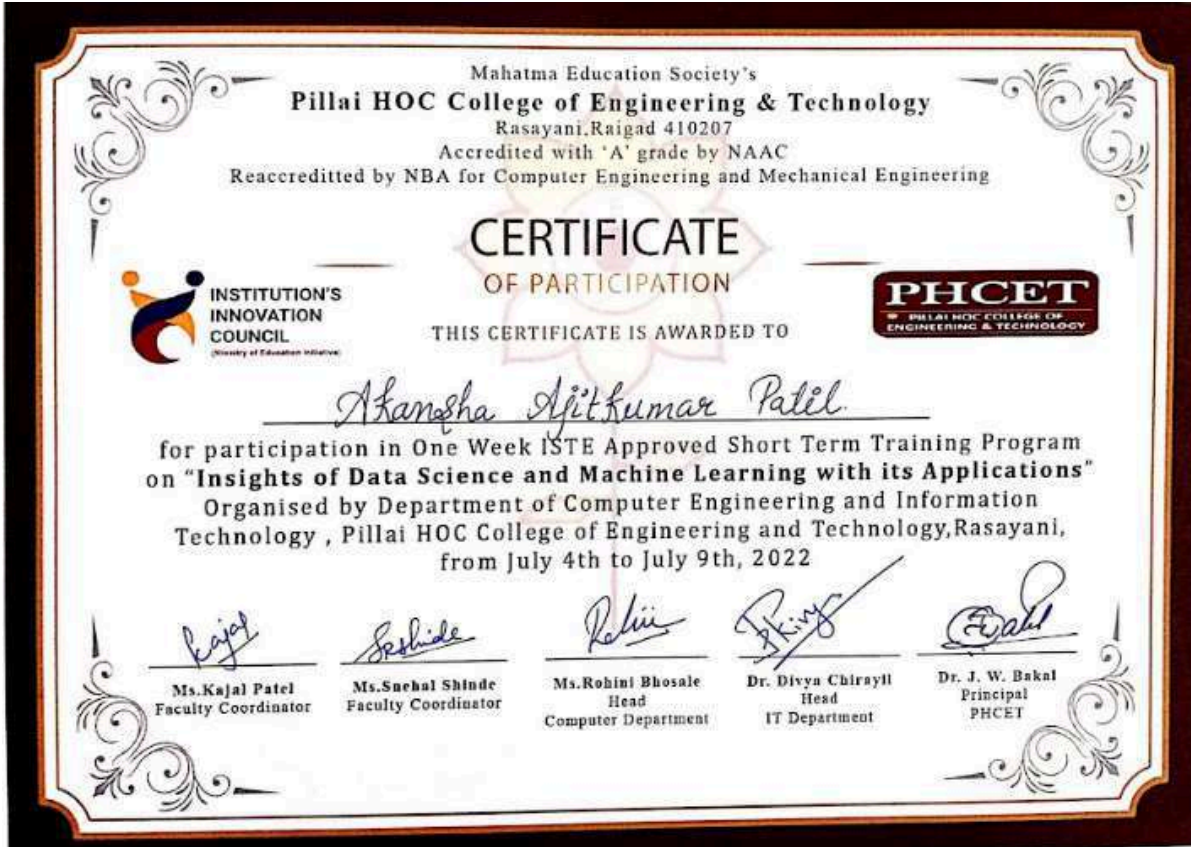 Mahatma Education Society's
Pillai HOC College of Engineering & Technology
Rasayani,Raigad 410207
Accredited with 'A' grade by NAAC
Reaccreditted by NBA for Computer Engineering and Mechanical Engineering
CERTIFICATE
OF PARTICIPATION
INSTITUTION'S
INNOVATION
COUNCIL
(Ministry of Education Initiative)
PHCET
PILLAI HOC COLLEGE OF
ENGINEERING & TECHNOLOGY
THIS CERTIFICATE IS AWARDED TO
Akansha Ajitkumar Patil
for participation in One Week ISTE Approved Short Term Training Program
on "Insights of Data Science and Machine Learning with its Applications"
Organised by Department of Computer Engineering and Information
Technology , Pillai HOC College of Engineering and Technology,Rasayani,
from July 4th to July 9th, 2022
Kajal
Ms.Kajal Patel
Faculty Coordinator
Ms.Snehal Shinde
Faculty Coordinator
Ms.Rohini Bhosale
Head
Computer Department
Dr. Divya Chirayil
Head
IT Department
Dr. J. W. Bakal
Principal
PHCET